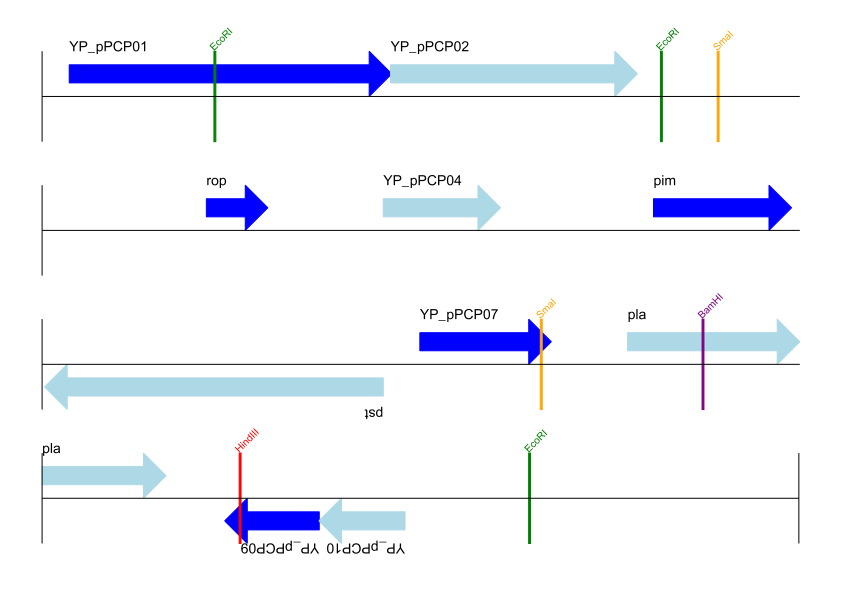 YP_pPCP01 EcoRI YP_pPCP02 EcoRI SmaI
rop YP_pPCP04 pim
YP_pPCP07 SmaI pla BamHI
pst
pla HindIII EcoRI
YP_pPCP09 YP_pPCP10